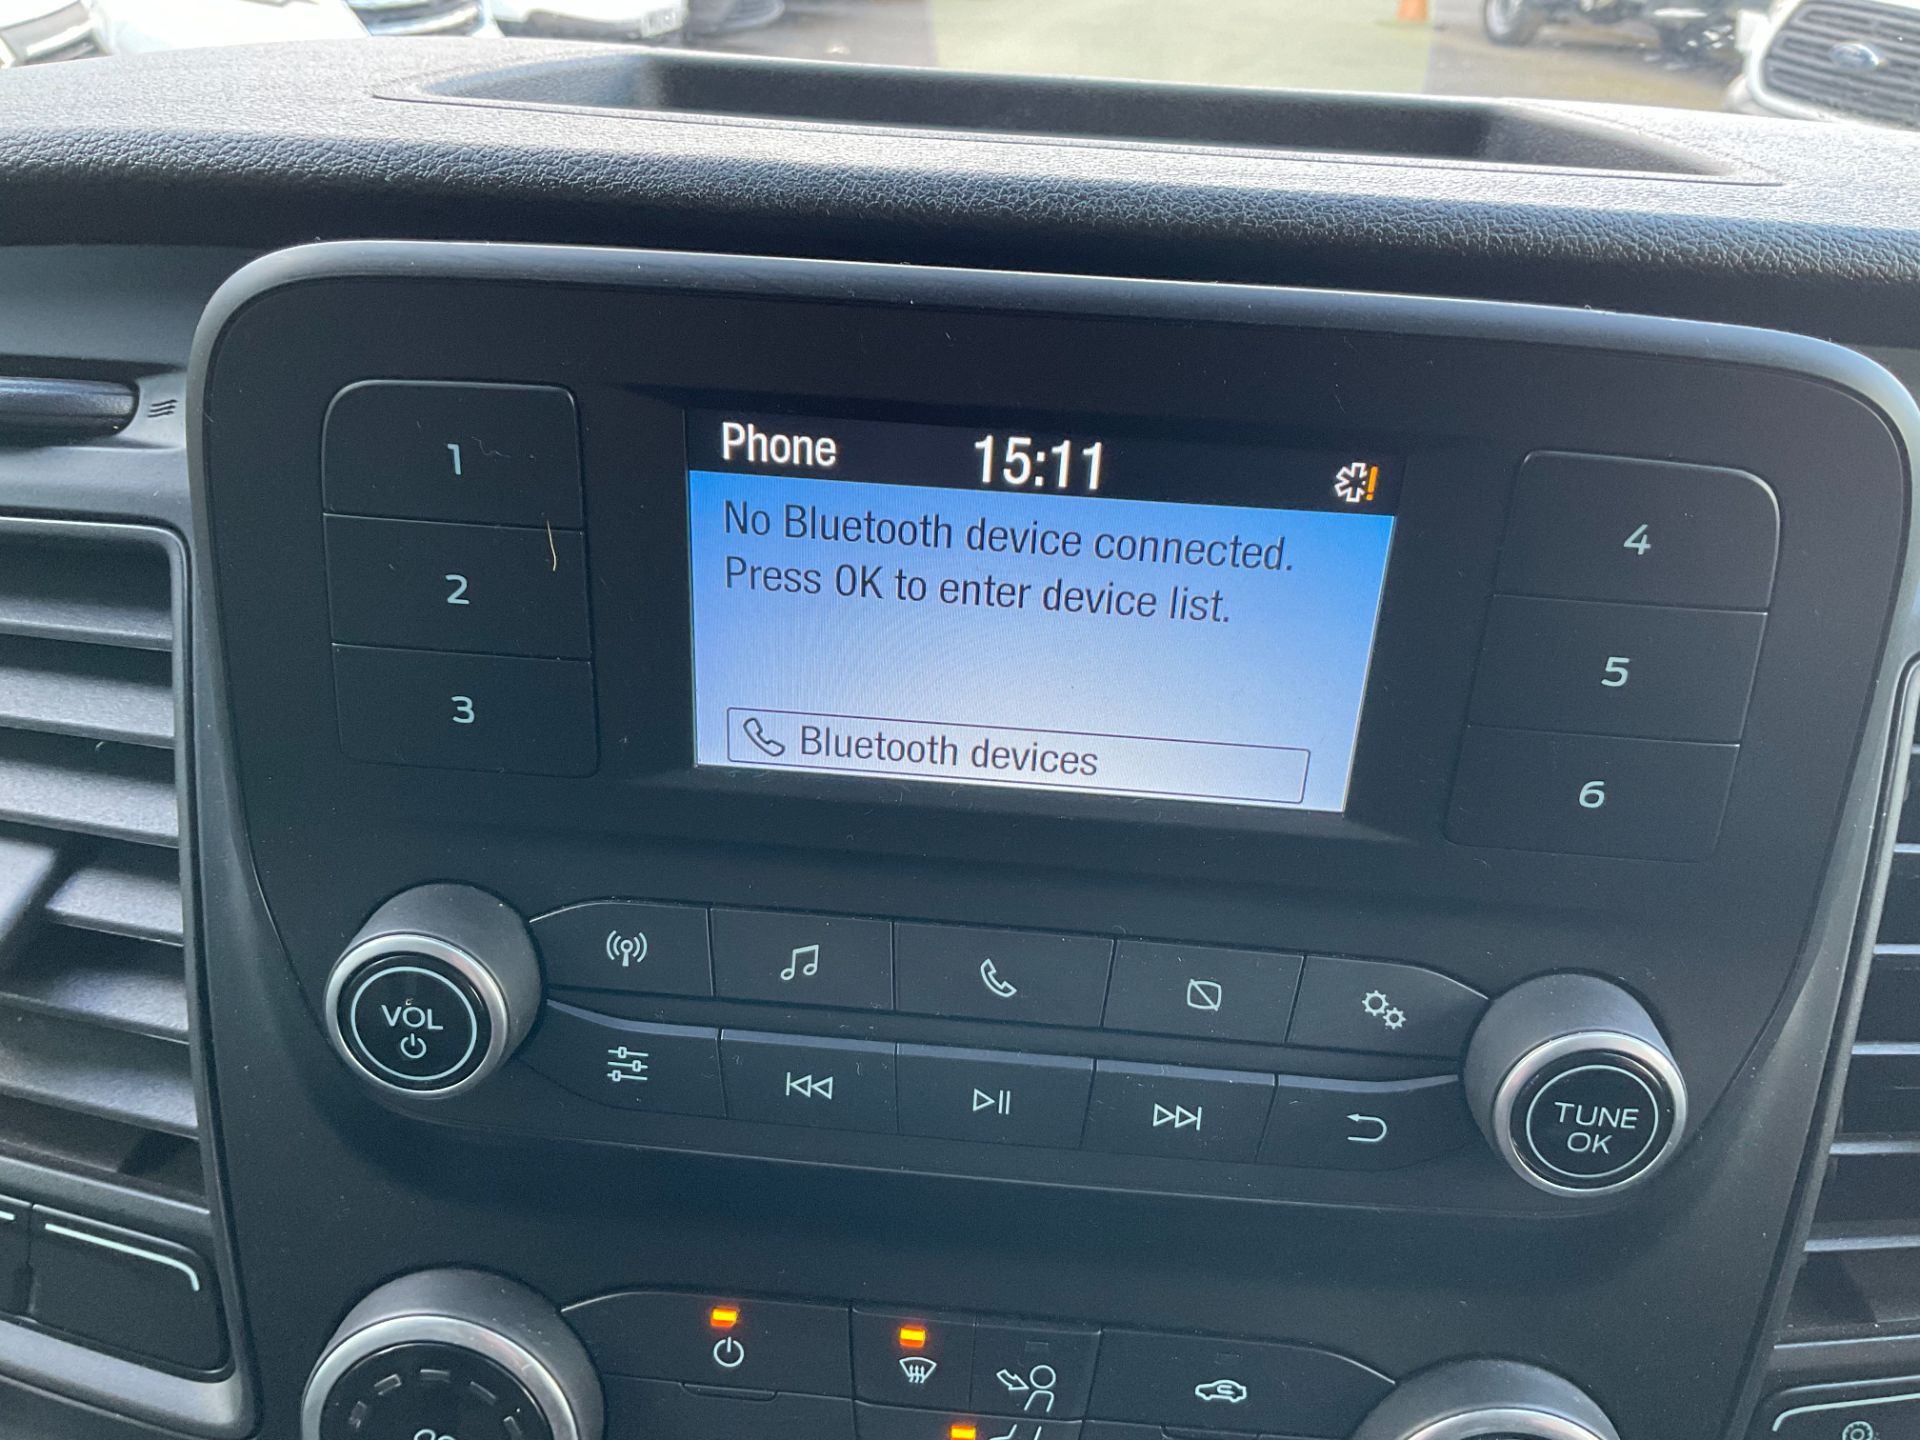 Phone 15:11
No Bluetooth device connected.
Press OK to enter device list.
Bluetooth devices
1
2
3
4
5
6
VOL
TUNE
OK